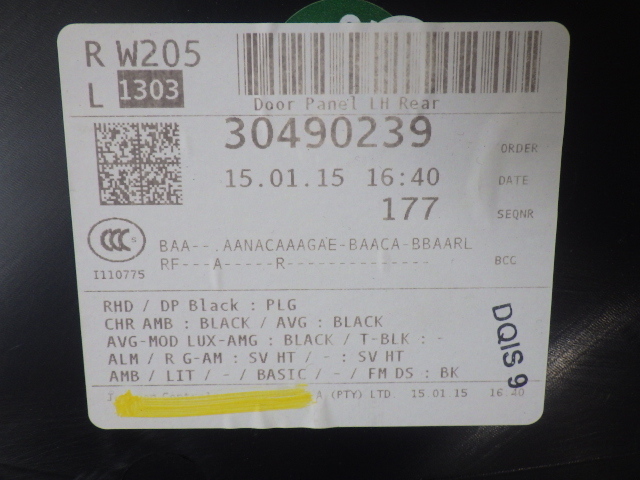 R W205
L 1303
Door Panel LH Rear
30490239 ORDER
15.01.15 16:40 DATE
177 SEQNR
CCC S
I11077S
BAA--.AANACAAAGAE-BAACA-BBAARL
RF---A-----R-------------- BCC
RHD / DP Black : PLG
CHR AMB : BLACK / AVG : BLACK
AVG-MOD LUX-AMG : BLACK / T-BLK : -
ALM / R G-AM : SV HT / - : SV HT
AMB / LIT / - / BASIC / - / FM DS : BK
DQIS 9
A (PTY) LTD. 15.01.15 16:40